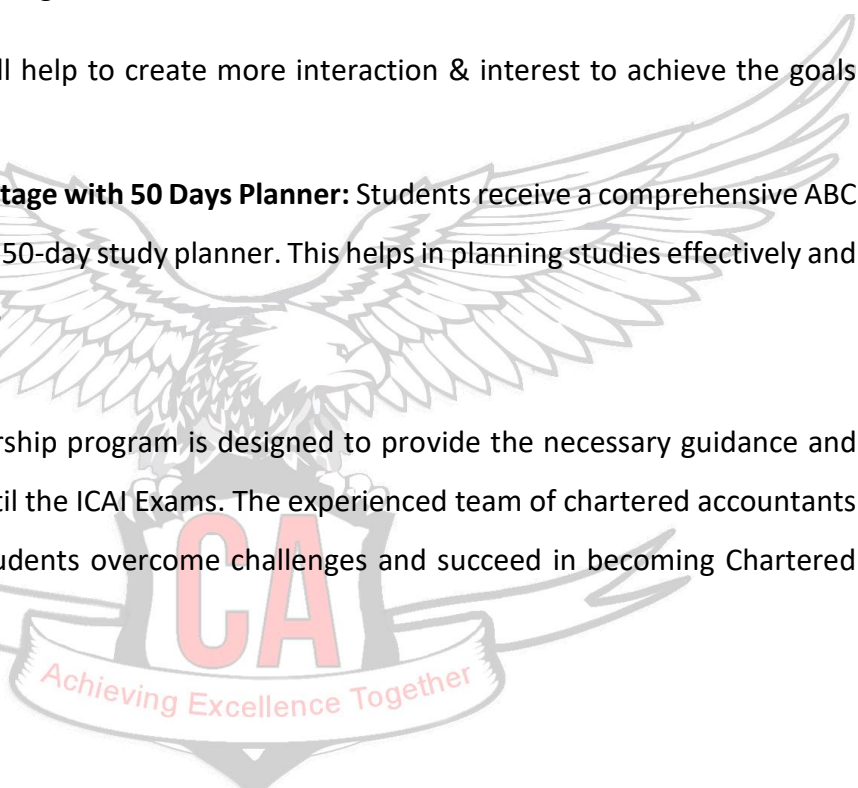 ll help to create more interaction & interest to achieve the goals
tage with 50 Days Planner: Students receive a comprehensive ABC
50-day study planner. This helps in planning studies effectively and
rship program is designed to provide the necessary guidance and
til the ICAI Exams. The experienced team of chartered accountants
udents overcome challenges and succeed in becoming Chartered
CA
Achieving Excellence Together